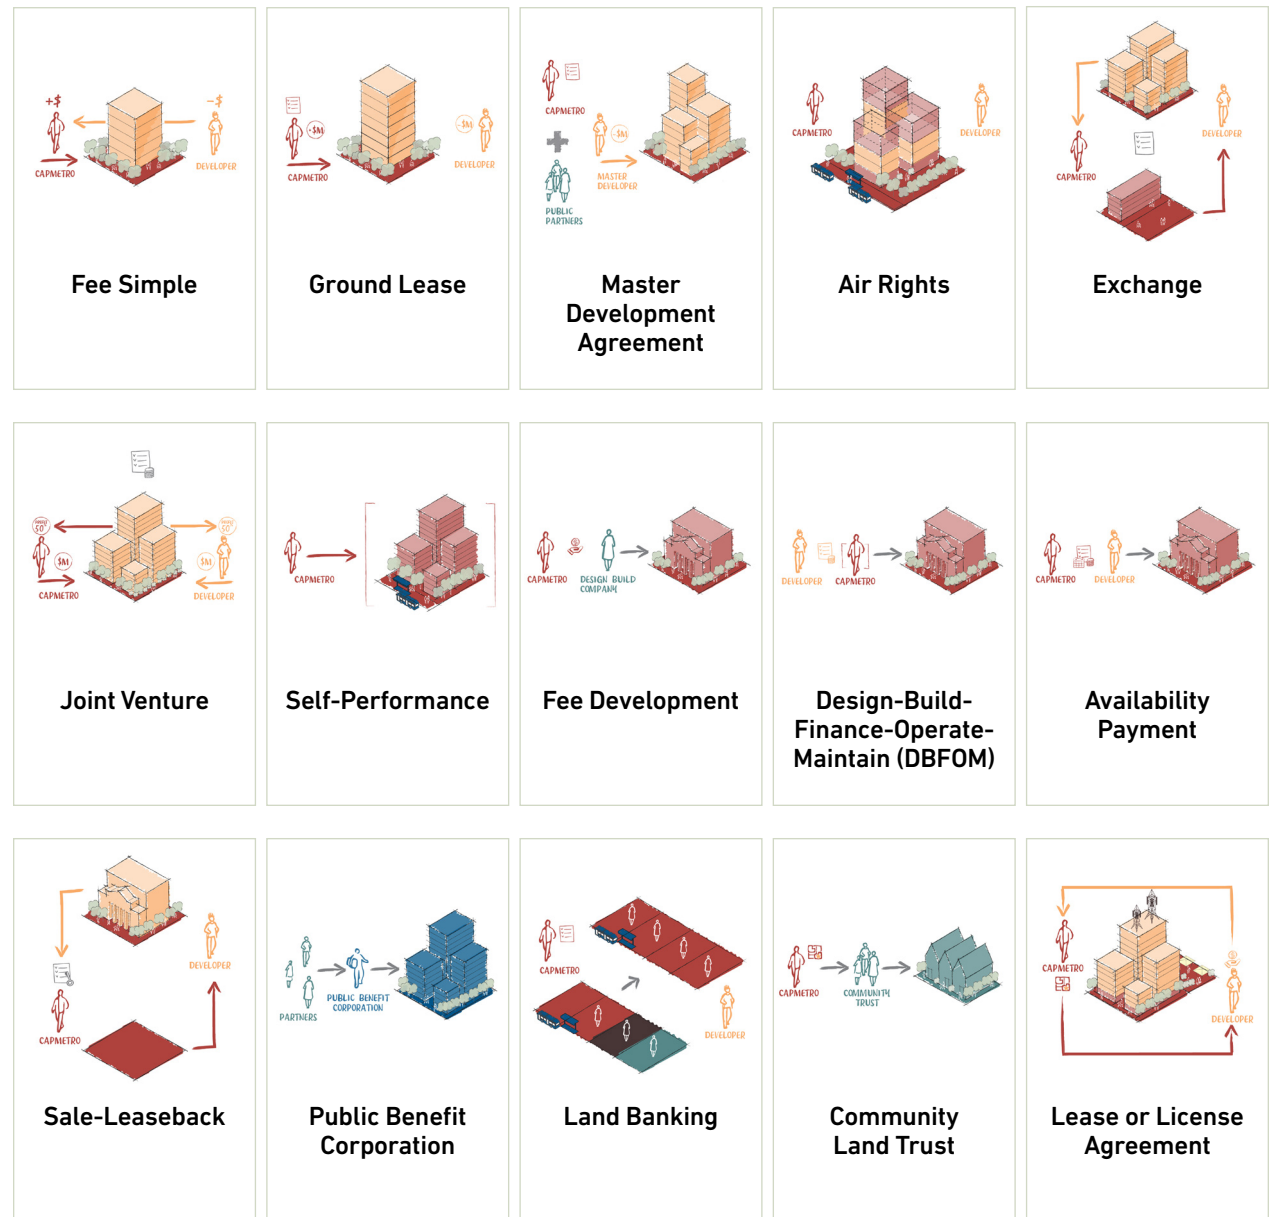 +$
-$
CAPMETRO
DEVELOPER
Fee Simple
+$M
-$M
CAPMETRO
DEVELOPER
Ground Lease
CAPMETRO
-$M
MASTER
DEVELOPER
PUBLIC
PARTNERS
Master
Development
Agreement
CAPMETRO
DEVELOPER
Air Rights
CAPMETRO
DEVELOPER
Exchange
50
50
$M
$M
CAPMETRO
DEVELOPER
Joint Venture
CAPMETRO
Self-Performance
CAPMETRO
DESIGN BUILD
COMPANY
Fee Development
DEVELOPER
CAPMETRO
Design-Build-
Finance-Operate-
Maintain (DBFOM)
CAPMETRO
DEVELOPER
Availability
Payment
DEVELOPER
CAPMETRO
Sale-Leaseback
PARTNERS
PUBLIC BENEFIT
CORPORATION
Public Benefit
Corporation
CAPMETRO
DEVELOPER
Land Banking
CAPMETRO
COMMUNITY
TRUST
Community
Land Trust
CAPMETRO
DEVELOPER
Lease or License
Agreement